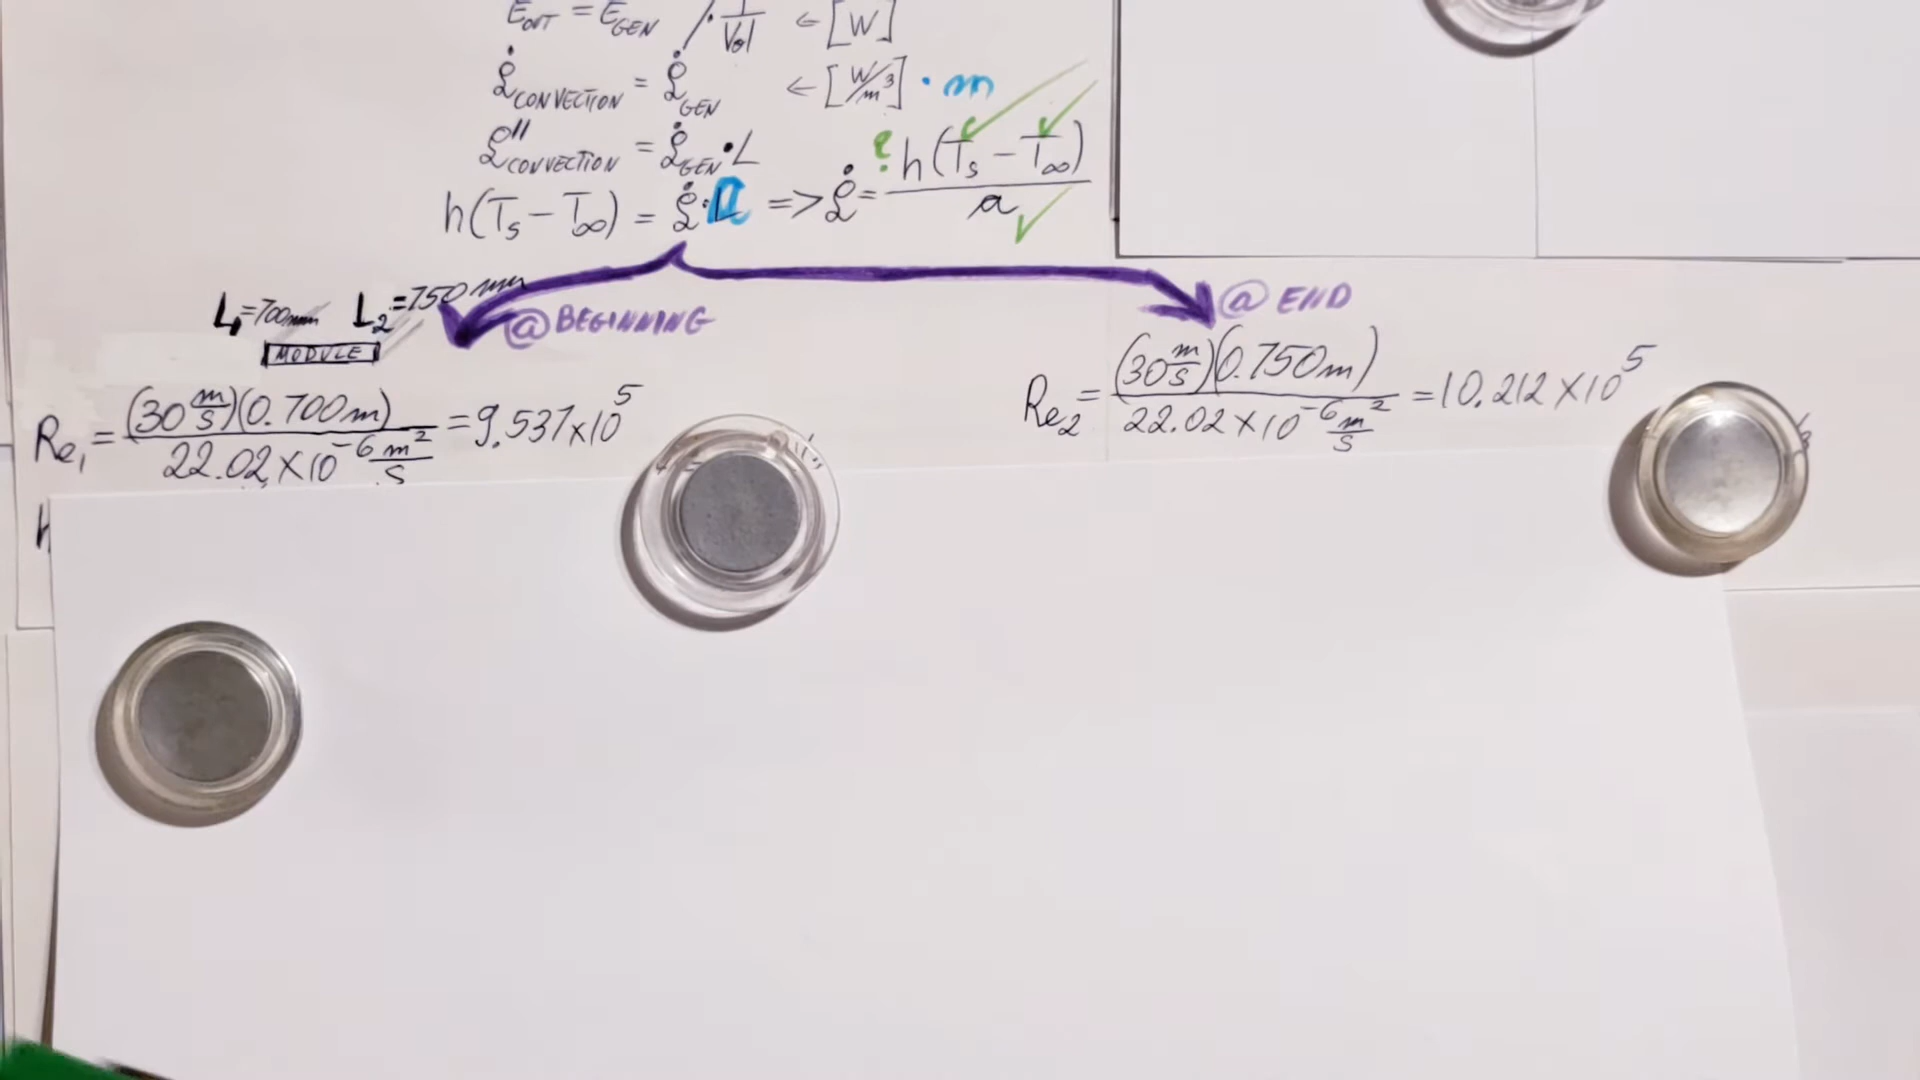 Ė_OUT = Ė_GEN /· 1/Vol ← [W]
q̇_CONVECTION = q̇_GEN ← [W/m³] · m
q̇''_CONVECTION = q̇_GEN · L
h(T_s − T_∞) = q̇ · a => q̇ = ? h(T_s − T_∞) / a
L₁=700mm L₂=750mm
MODULE
@ BEGINNING
@ END
Re₁ = (30 m/s)(0.700m) / 22.02 × 10⁻⁶ m²/s = 9.537 × 10⁵
Re₂ = (30 m/s)(0.750m) / 22.02 × 10⁻⁶ m²/s = 10.212 × 10⁵